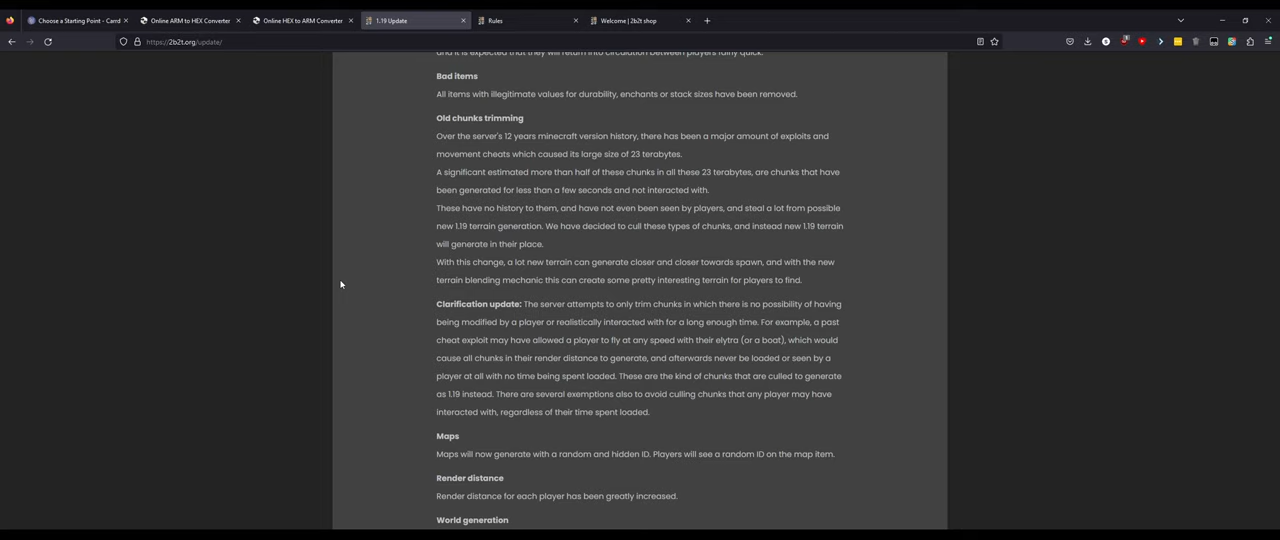 Choose a Starting Point - Carrd
Online ARM to HEX Converter
Online HEX to ARM Converter
1.19 Update
Rules
Welcome | 2b2t shop
https://2b2t.org/update/
and it is expected that they will return into circulation between players fairly quick.
Bad items
All items with illegitimate values for durability, enchants or stack sizes have been removed.
Old chunks trimming
Over the server's 12 years minecraft version history, there has been a major amount of exploits and
movement cheats which caused its large size of 23 terabytes.
A significant estimated more than half of these chunks in all these 23 terabytes, are chunks that have
been generated for less than a few seconds and not interacted with.
These have no history to them, and have not even been seen by players, and steal a lot from possible
new 1.19 terrain generation. We have decided to cull these types of chunks, and instead new 1.19 terrain
will generate in their place.
With this change, a lot new terrain can generate closer and closer towards spawn, and with the new
terrain blending mechanic this can create some pretty interesting terrain for players to find.
Clarification update: The server attempts to only trim chunks in which there is no possibility of having
being modified by a player or realistically interacted with for a long enough time. For example, a past
cheat exploit may have allowed a player to fly at any speed with their elytra (or a boat), which would
cause all chunks in their render distance to generate, and afterwards never be loaded or seen by a
player at all with no time being spent loaded. These are the kind of chunks that are culled to generate
as 1.19 instead. There are several exemptions also to avoid culling chunks that any player may have
interacted with, regardless of their time spent loaded.
Maps
Maps will now generate with a random and hidden ID. Players will see a random ID on the map item.
Render distance
Render distance for each player has been greatly increased.
World generation